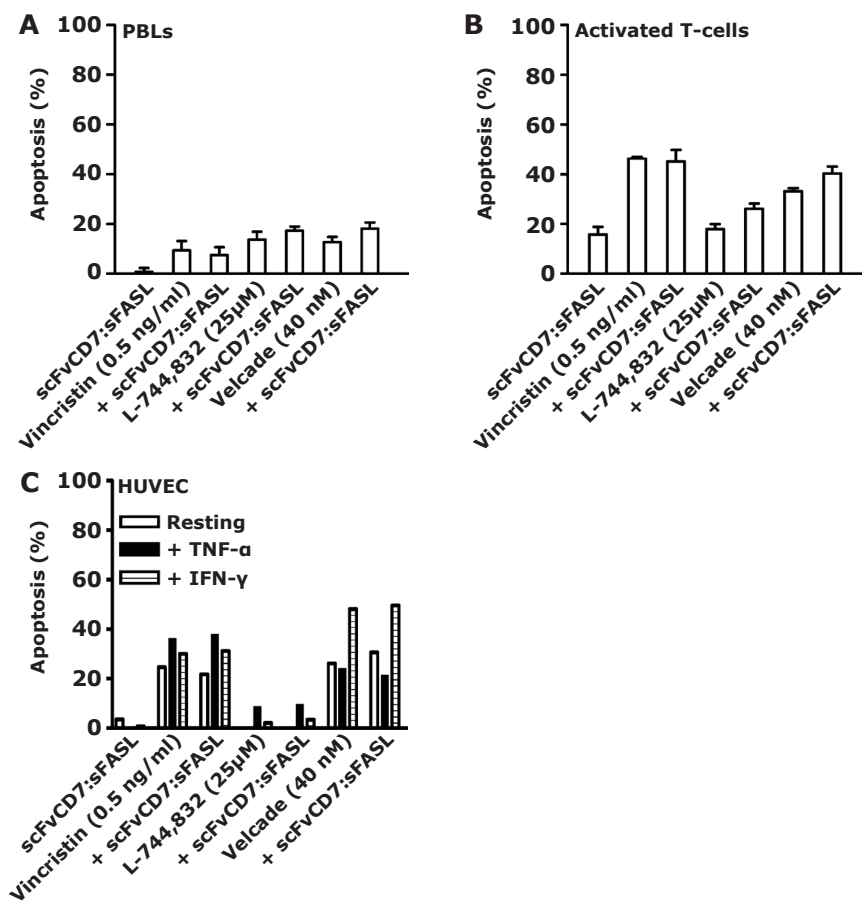 A
PBLs
100
80
60
40
20
0
Apoptosis (%)
scFvCD7:sFASL
Vincristin (0.5 ng/ml)
+ scFvCD7:sFASL
L-744,832 (25µM)
+ scFvCD7:sFASL
Velcade (40 nM)
+ scFvCD7:sFASL
B
Activated T-cells
100
80
60
40
20
0
Apoptosis (%)
scFvCD7:sFASL
Vincristin (0.5 ng/ml)
+ scFvCD7:sFASL
L-744,832 (25µM)
+ scFvCD7:sFASL
Velcade (40 nM)
+ scFvCD7:sFASL
C
HUVEC
Resting
+ TNF-α
+ IFN-γ
100
80
60
40
20
0
Apoptosis (%)
scFvCD7:sFASL
Vincristin (0.5 ng/ml)
+ scFvCD7:sFASL
L-744,832 (25µM)
+ scFvCD7:sFASL
Velcade (40 nM)
+ scFvCD7:sFASL